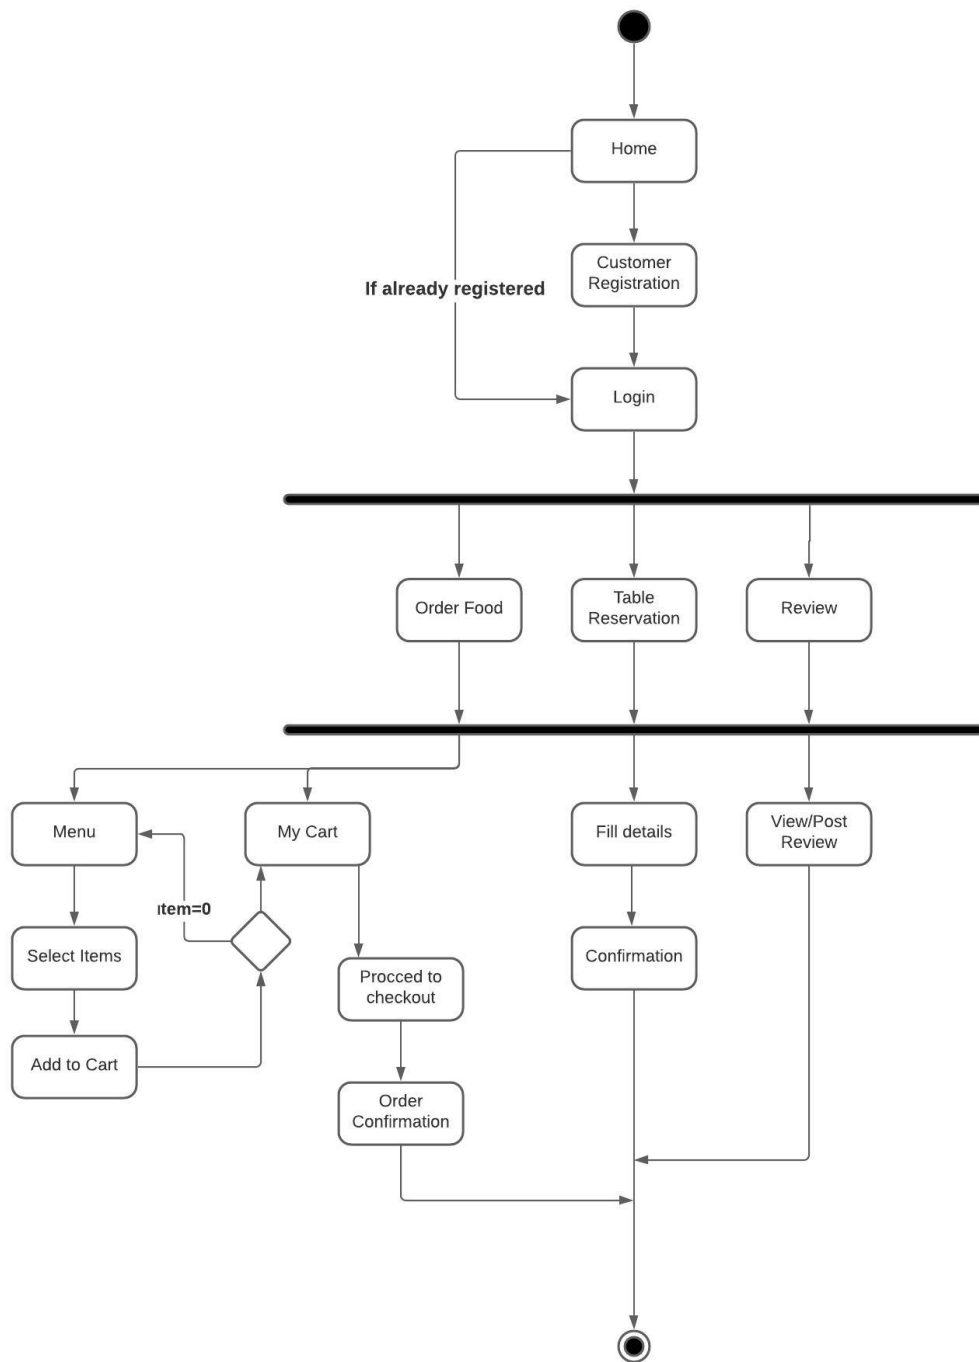 Home
Customer
Registration
If already registered
Login
Order Food
Table
Reservation
Review
Menu
My Cart
Fill details
View/Post
Review
item=0
Select Items
Confirmation
Procced to
checkout
Add to Cart
Order
Confirmation